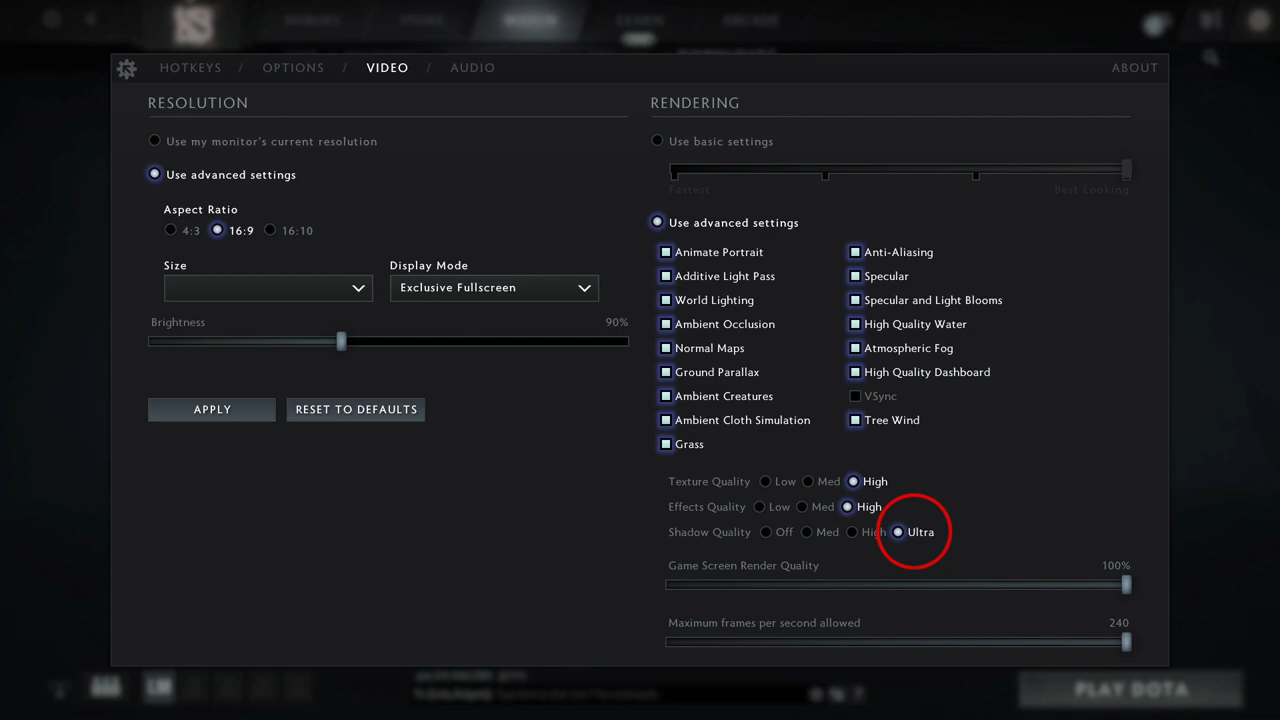 HOTKEYS / OPTIONS / VIDEO / AUDIO
ABOUT
RESOLUTION
Use my monitor's current resolution
Use advanced settings
Aspect Ratio
4:3 16:9 16:10
Size
Display Mode
Exclusive Fullscreen
Brightness 90%
APPLY RESET TO DEFAULTS
RENDERING
Use basic settings
Fastest Best Looking
Use advanced settings
Animate Portrait
Additive Light Pass
World Lighting
Ambient Occlusion
Normal Maps
Ground Parallax
Ambient Creatures
Ambient Cloth Simulation
Grass
Anti-Aliasing
Specular
Specular and Light Blooms
High Quality Water
Atmospheric Fog
High Quality Dashboard
VSync
Tree Wind
Texture Quality Low Med High
Effects Quality Low Med High
Shadow Quality Off Med High Ultra
Game Screen Render Quality 100%
Maximum frames per second allowed 240
PLAY DOTA